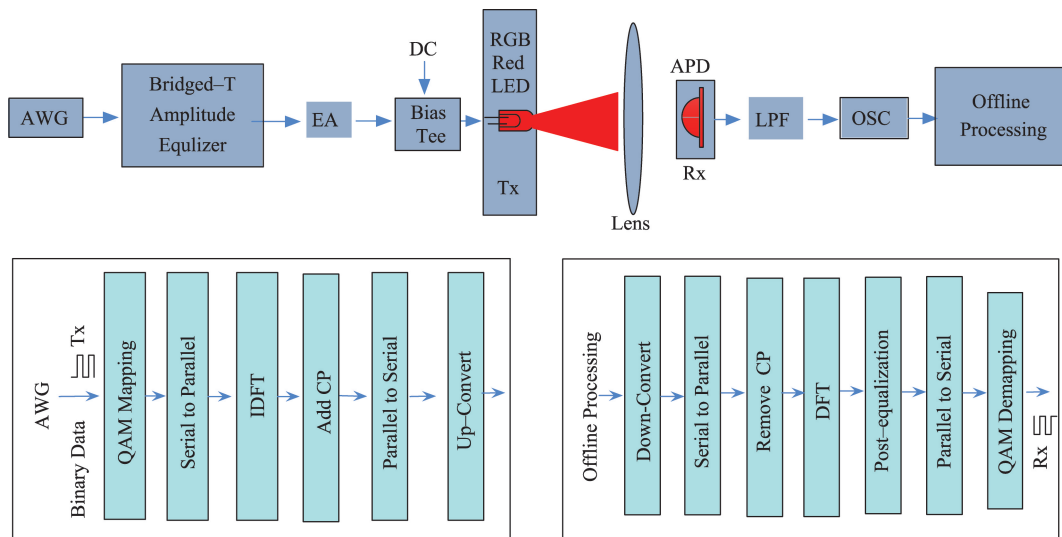 AWG
Bridged–T
Amplitude
Equlizer
EA
DC
Bias
Tee
RGB
Red
LED
Tx
Lens
APD
Rx
LPF
OSC
Offline
Processing
AWG
Binary Data
Tx
QAM Mapping
Serial to Parallel
IDFT
Add CP
Parallel to Serial
Up–Convert
Offline Processing
Down-Convert
Serial to Parallel
Remove CP
DFT
Post–equalization
Parallel to Serial
QAM Demapping
Rx